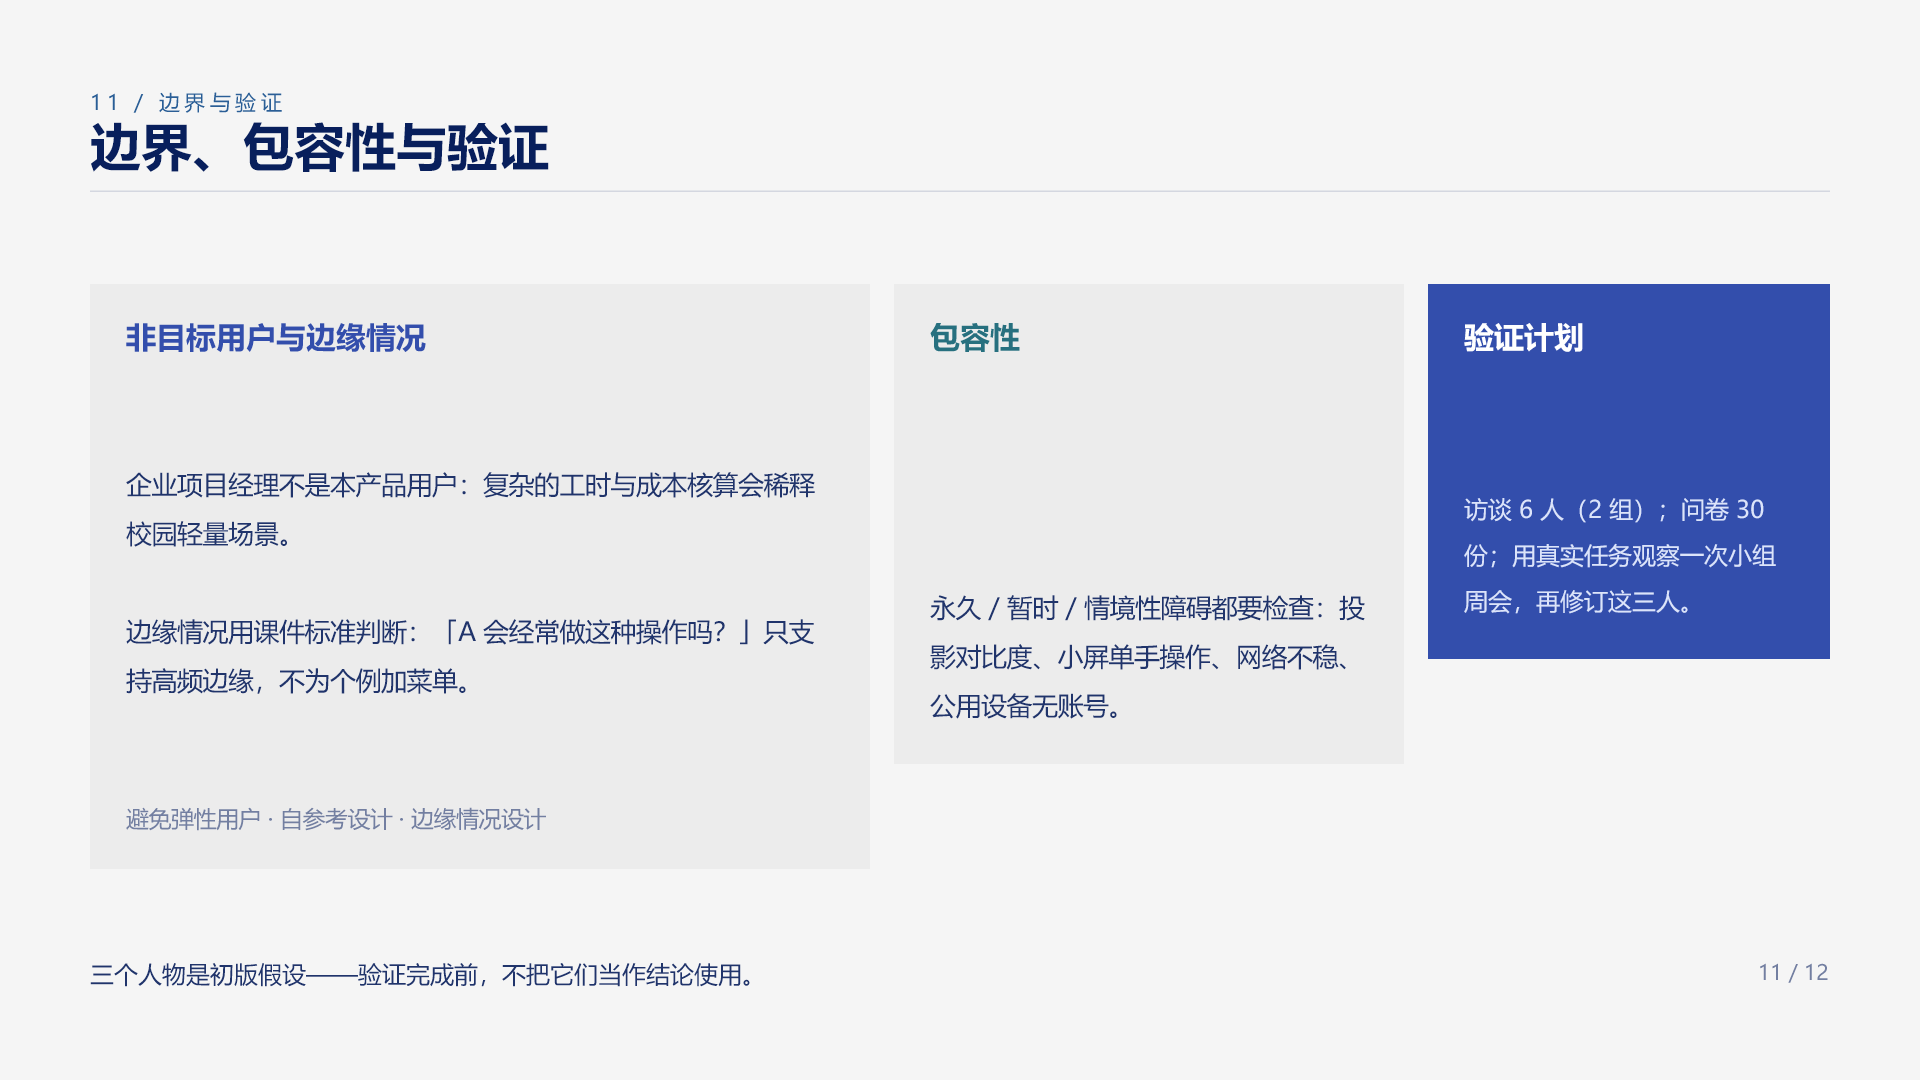 11 / 边界与验证
边界、包容性与验证
非目标用户与边缘情况
企业项目经理不是本产品用户：复杂的工时与成本核算会稀释
校园轻量场景。
边缘情况用课件标准判断：「A 会经常做这种操作吗？」只支
持高频边缘，不为个例加菜单。
避免弹性用户 · 自参考设计 · 边缘情况设计
包容性
永久 / 暂时 / 情境性障碍都要检查：投
影对比度、小屏单手操作、网络不稳、
公用设备无账号。
验证计划
访谈 6 人（2 组）；问卷 30
份；用真实任务观察一次小组
周会，再修订这三人。
三个人物是初版假设——验证完成前，不把它们当作结论使用。
11 / 12